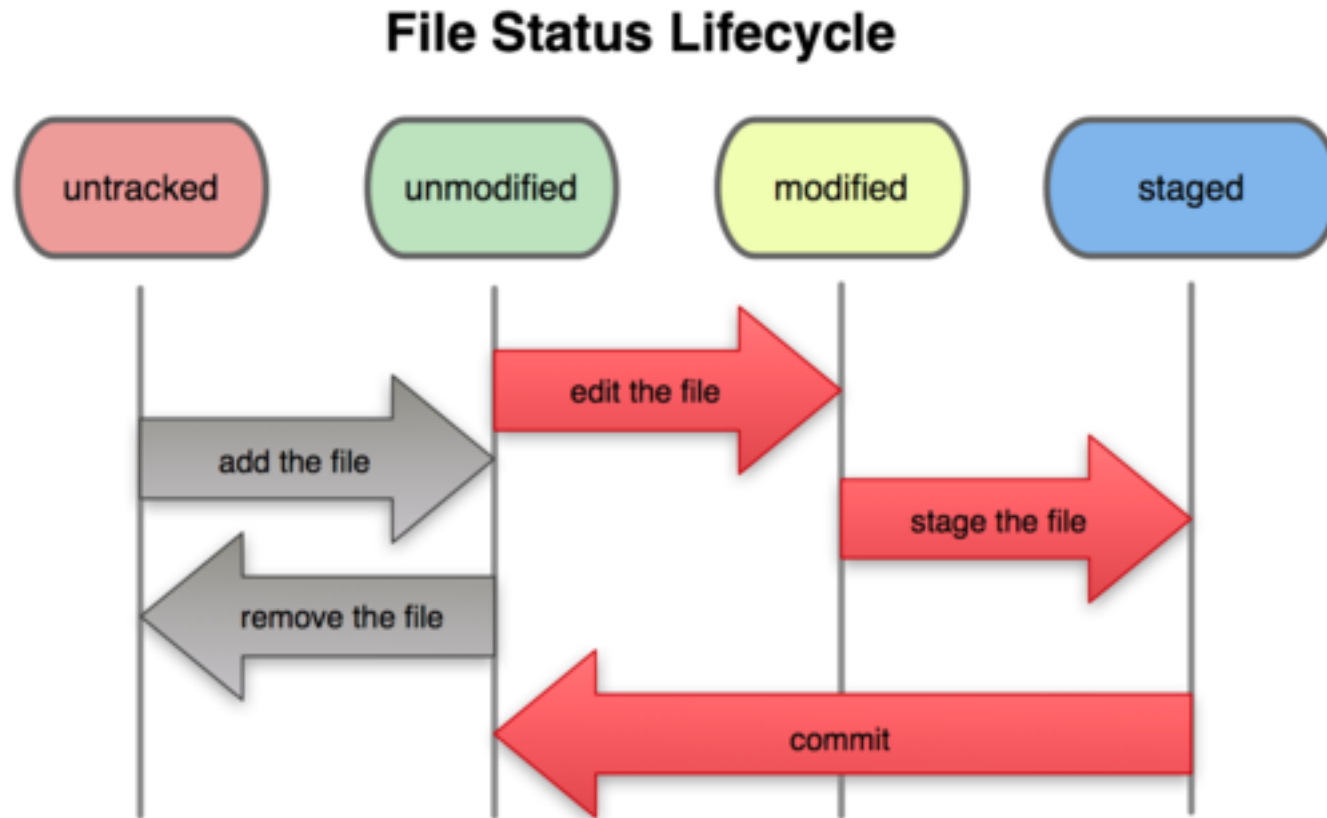 File Status Lifecycle
untracked
unmodified
modified
staged
edit the file
add the file
stage the file
remove the file
commit